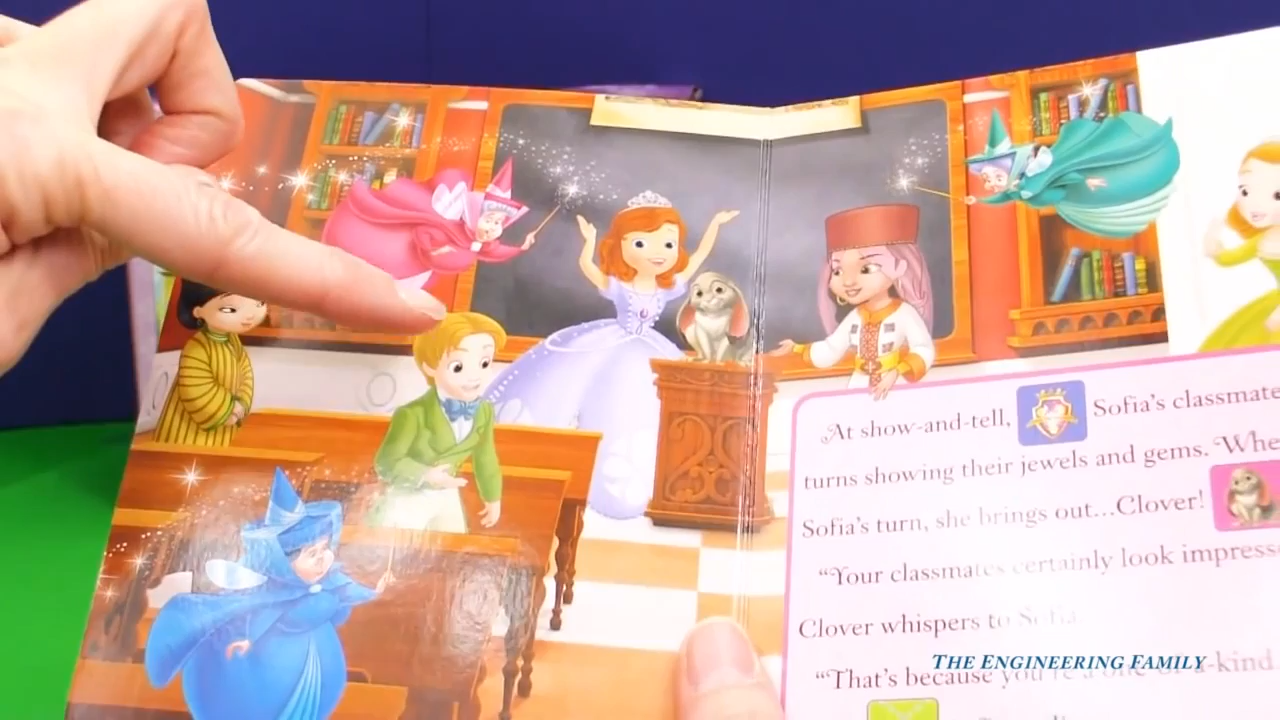 At show-and-tell, Sofia's classmate
turns showing their jewels and gems. Whe
Sofia's turn, she brings out...Clover!
"Your classmates certainly look impress
Clover whispers to Sofia.
"That's because you're a one-of-a-kind
THE ENGINEERING FAMILY